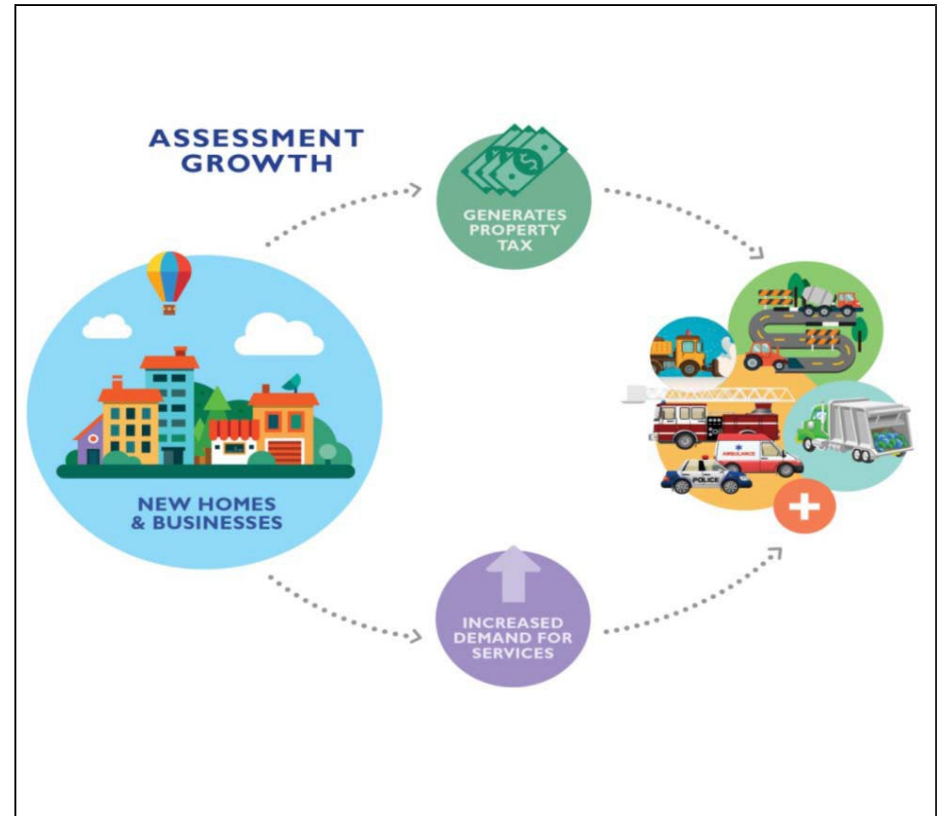 ASSESSMENT
GROWTH
GENERATES
PROPERTY
TAX
NEW HOMES
& BUSINESSES
AMBULANCE
POLICE
INCREASED
DEMAND FOR
SERVICES